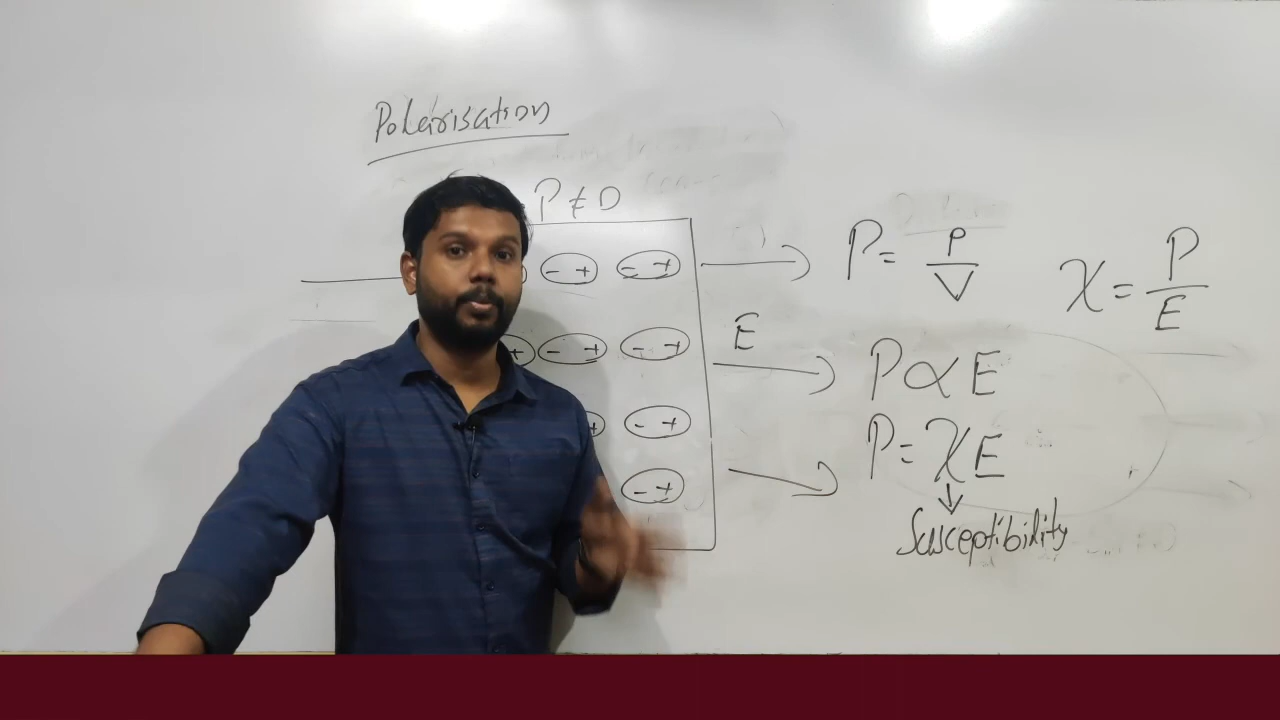 Polarisation
P ≠ 0
- + - +
+ - + - +
+ - +
- +
E
P = P/V
P ∝ E
P = χE
↓
Susceptibility
χ = P/E